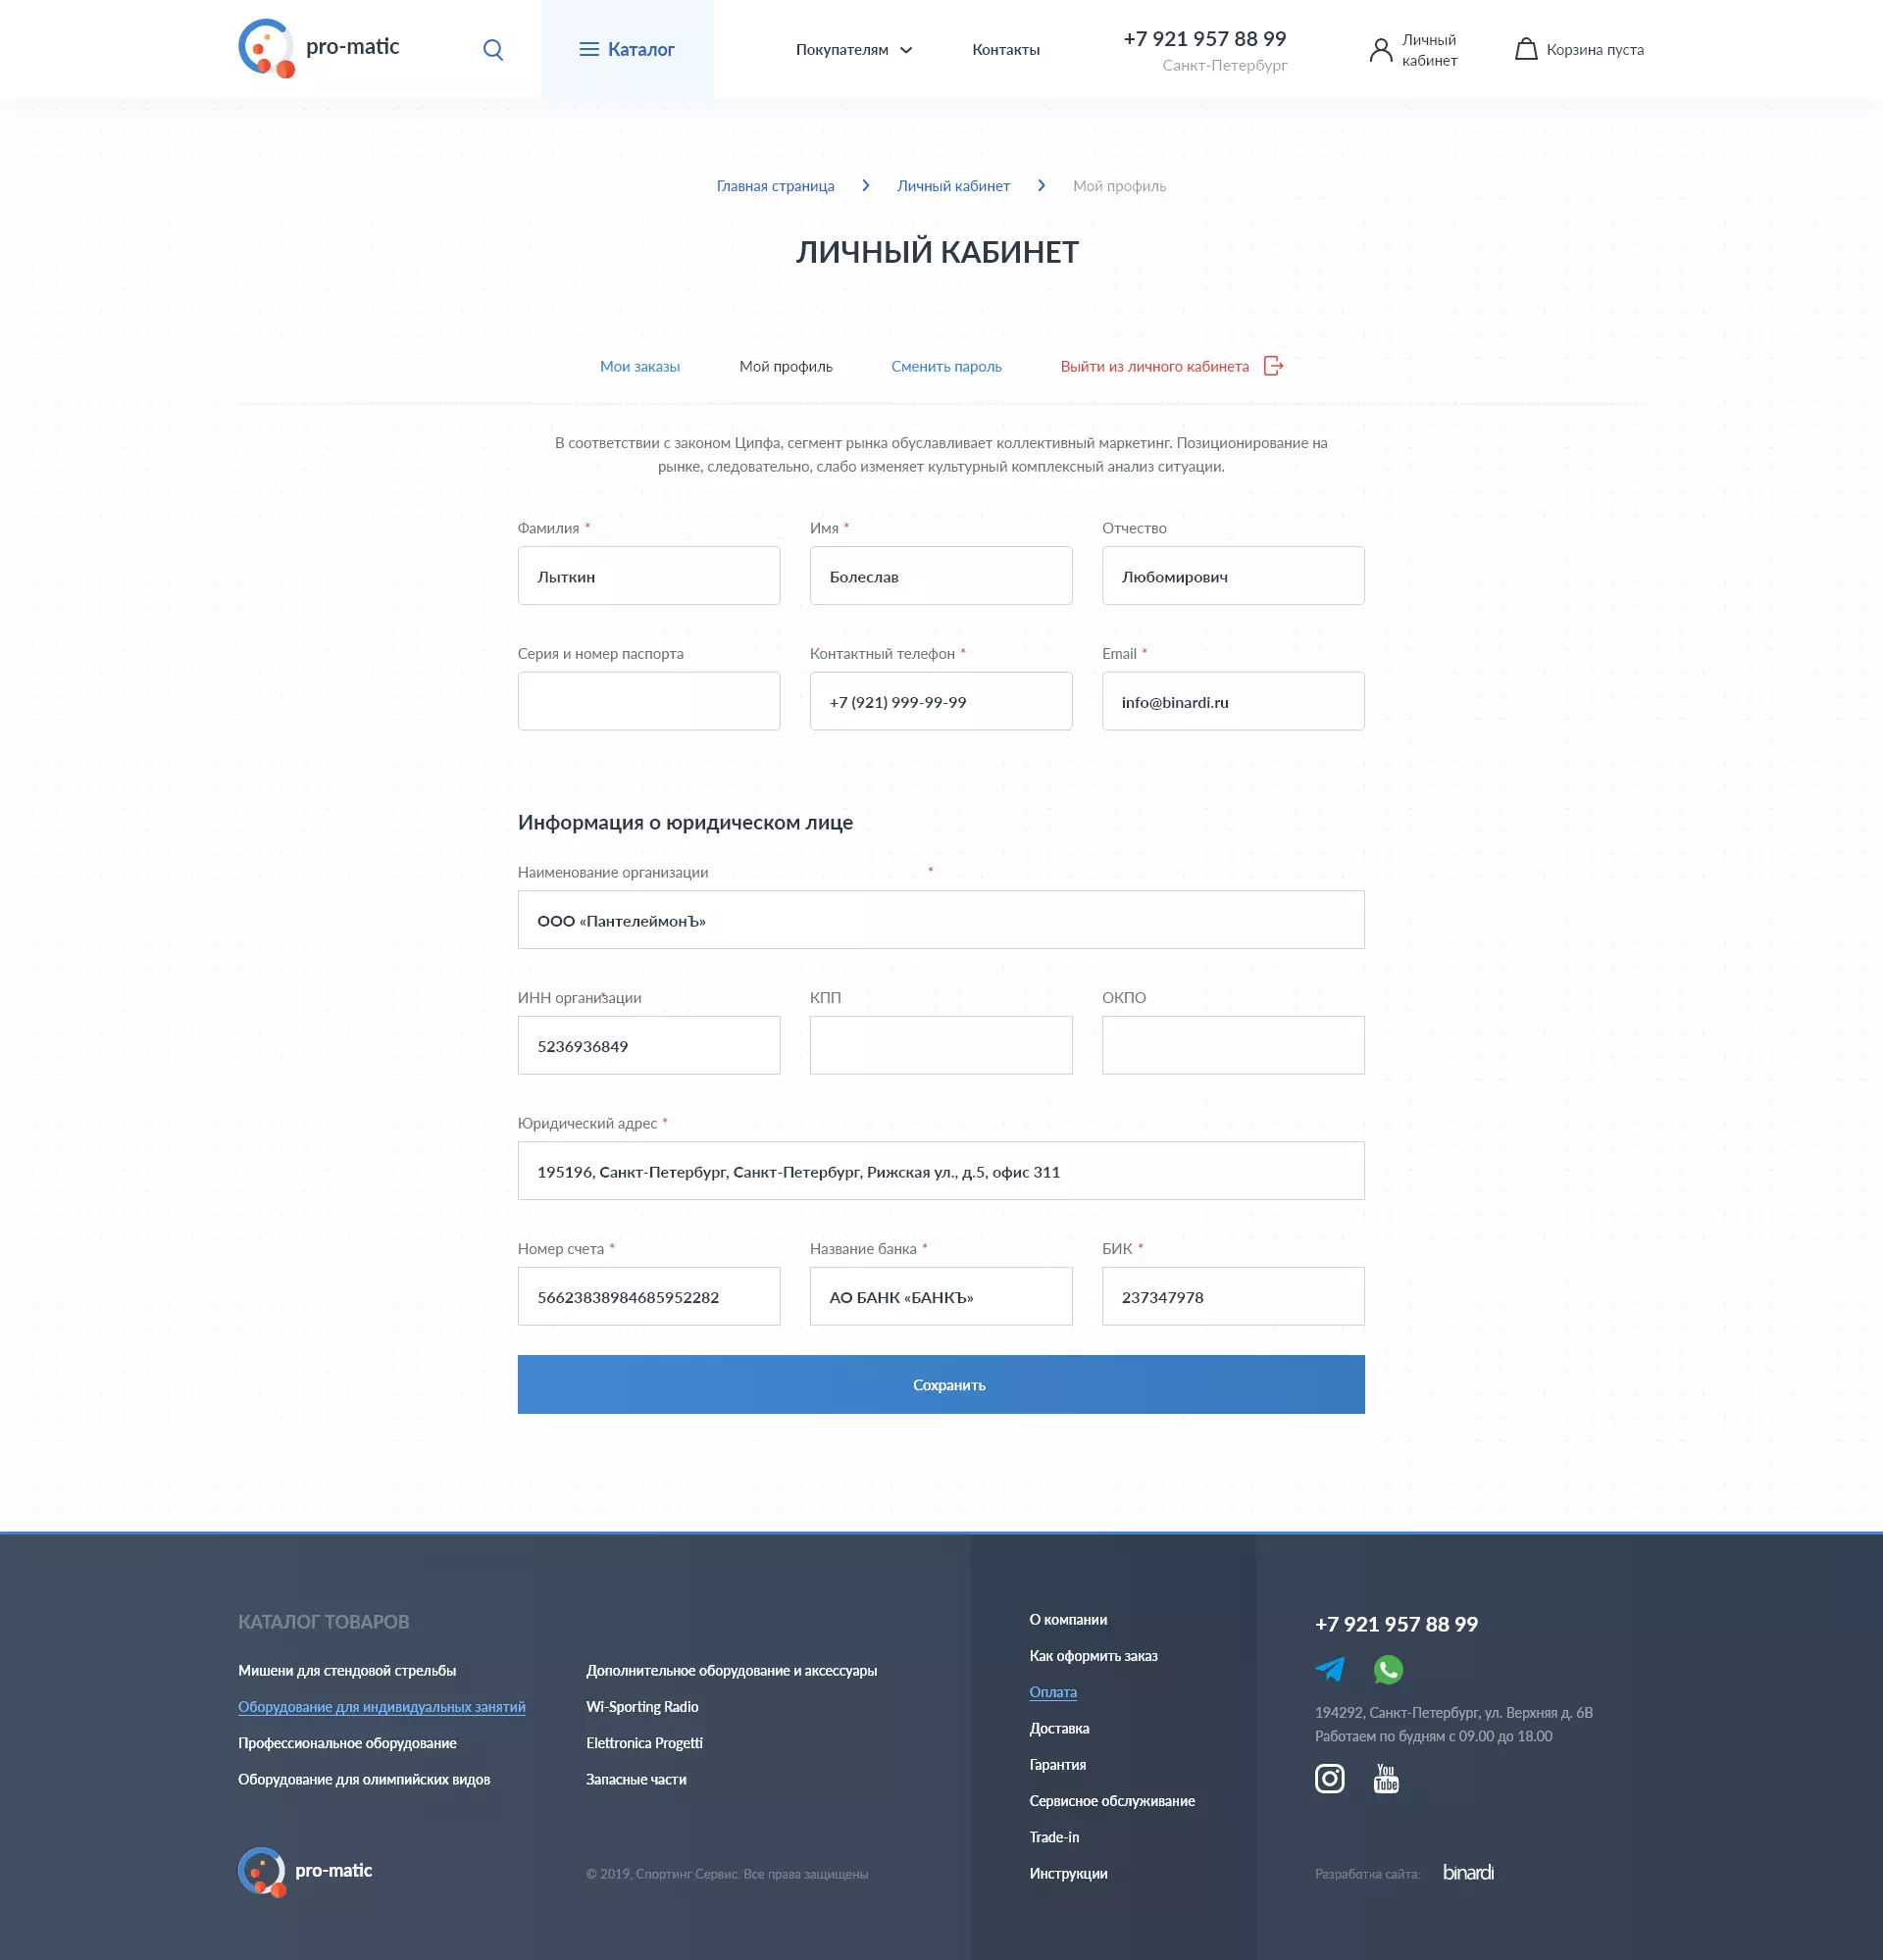 pro-matic
Каталог
Покупателям
Контакты
+7 921 957 88 99
Санкт-Петербург
Личный
кабинет
Корзина пуста
Главная страница
Личный кабинет
Мой профиль
ЛИЧНЫЙ КАБИНЕТ
Мои заказы
Мой профиль
Сменить пароль
Выйти из личного кабинета
В соответствии с законом Ципфа, сегмент рынка обуславливает коллективный маркетинг. Позиционирование на
рынке, следовательно, слабо изменяет культурный комплексный анализ ситуации.
Фамилия *
Имя *
Отчество
Лыткин
Болеслав
Любомирович
Серия и номер паспорта
Контактный телефон *
Email *
+7 (921) 999-99-99
info@binardi.ru
Информация о юридическом лице
Наименование организации *
ООО «ПантелеймонЪ»
ИНН организации *
КПП
ОКПО
5236936849
Юридический адрес *
195196, Санкт-Петербург, Санкт-Петербург, Рижская ул., д.5, офис 311
Номер счета *
Название банка *
БИК *
56623838984685952282
АО БАНК «БАНКЪ»
237347978
Сохранить
КАТАЛОГ ТОВАРОВ
Мишени для стендовой стрельбы
Оборудование для индивидуальных занятий
Профессиональное оборудование
Оборудование для олимпийских видов
Дополнительное оборудование и аксессуары
Wi-Sporting Radio
Elettronica Progetti
Запасные части
О компании
Как оформить заказ
Оплата
Доставка
Гарантия
Сервисное обслуживание
Trade-in
Инструкции
+7 921 957 88 99
194292, Санкт-Петербург, ул. Верхняя д. 6В
Работаем по будням с 09.00 до 18.00
You
Tube
pro-matic
© 2019, Спортинг Сервис. Все права защищены
Разработка сайта:
binardi